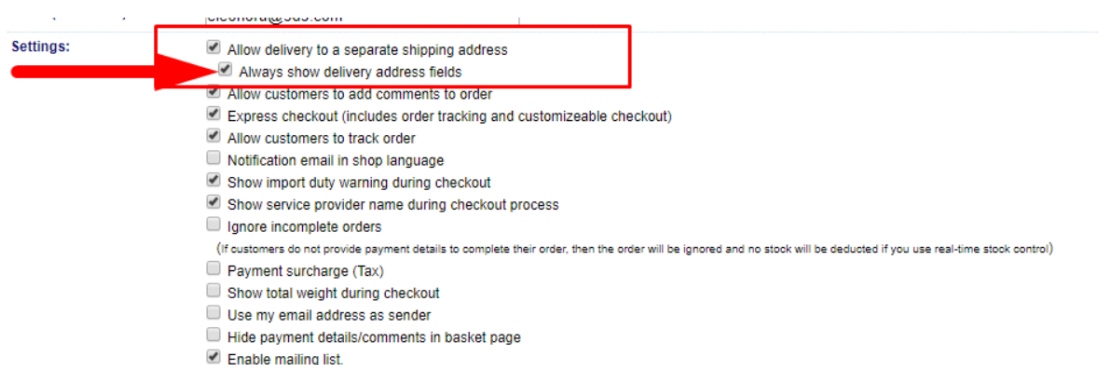 Settings:
Allow delivery to a separate shipping address
Always show delivery address fields
Allow customers to add comments to order
Express checkout (includes order tracking and customizeable checkout)
Allow customers to track order
Notification email in shop language
Show import duty warning during checkout
Show service provider name during checkout process
Ignore incomplete orders
(If customers do not provide payment details to complete their order, then the order will be ignored and no stock will be deducted if you use real-time stock control)
Payment surcharge (Tax)
Show total weight during checkout
Use my email address as sender
Hide payment details/comments in basket page
Enable mailing list.